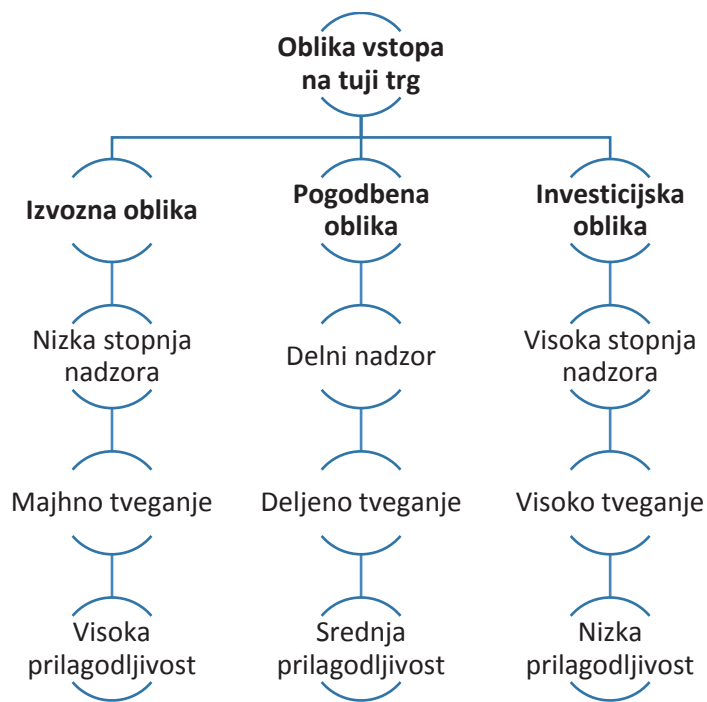 Oblika vstopa
na tuji trg
Izvozna oblika
Pogodbena
oblika
Investicijska
oblika
Nizka stopnja
nadzora
Delni nadzor
Visoka stopnja
nadzora
Majhno tveganje
Deljeno tveganje
Visoko tveganje
Visoka
prilagodljivost
Srednja
prilagodljivost
Nizka
prilagodljivost